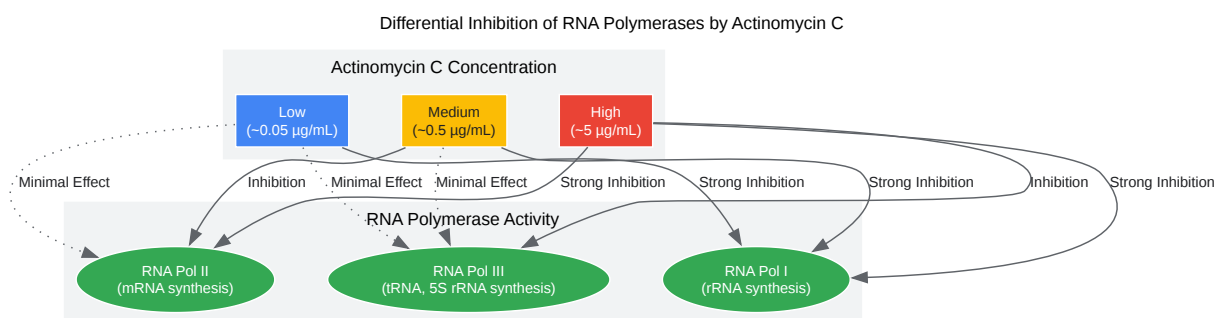 Differential Inhibition of RNA Polymerases by Actinomycin C
Actinomycin C Concentration
Low
(~0.05 µg/mL)
Medium
(~0.5 µg/mL)
High
(~5 µg/mL)
Minimal Effect
Inhibition
Minimal Effect
Minimal Effect
Strong Inhibition
Strong Inhibition
Strong Inhibition
Inhibition
Strong Inhibition
RNA Polymerase Activity
RNA Pol II
(mRNA synthesis)
RNA Pol III
(tRNA, 5S rRNA synthesis)
RNA Pol I
(rRNA synthesis)